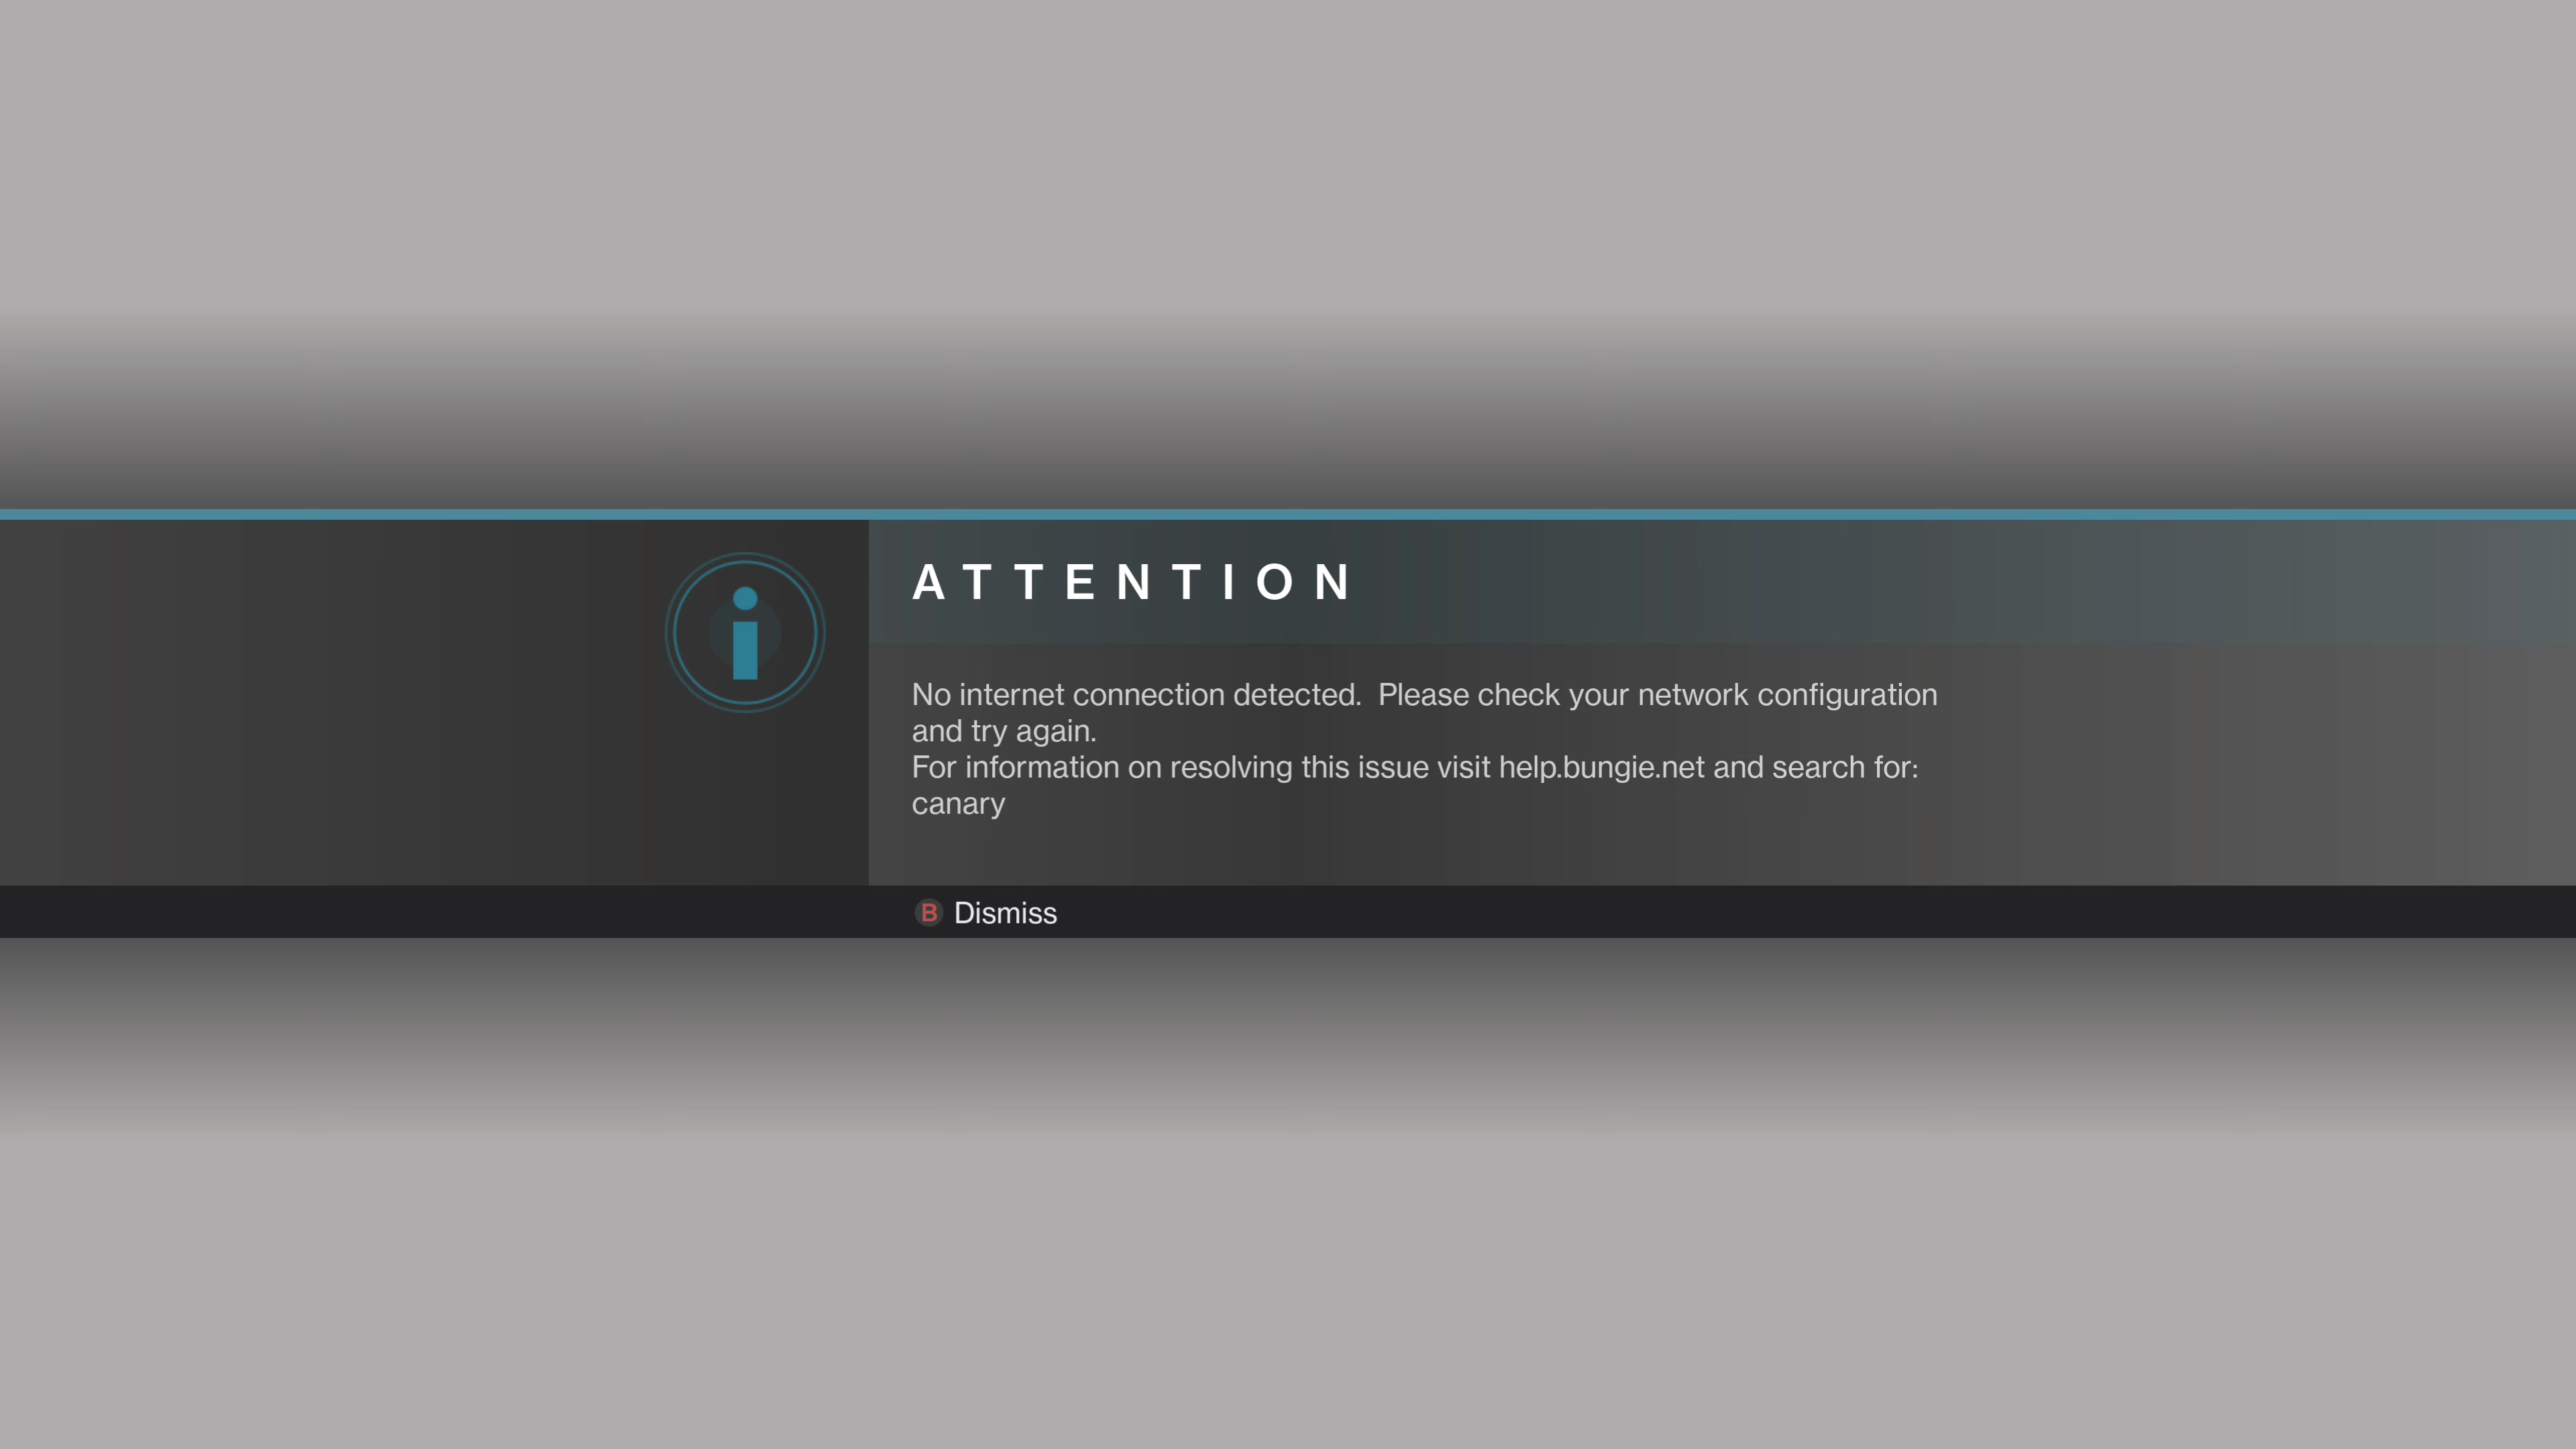 ATTENTION
No internet connection detected.  Please check your network configuration
and try again.
For information on resolving this issue visit help.bungie.net and search for:
canary
B Dismiss